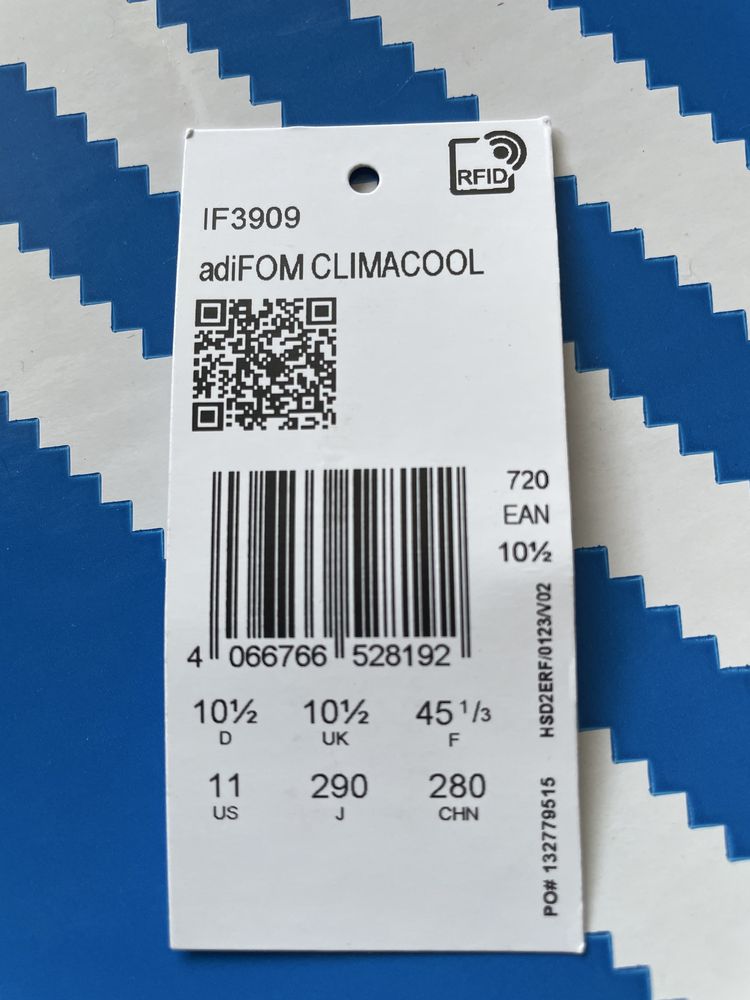 RFID
IF3909
adiFOM CLIMACOOL
720
EAN
10½
4 066766 528192
HSD2ERF/0123/V02
10½ 10½ 45 1/3
D UK F
11 290 280
US J CHN
PO# 132779515